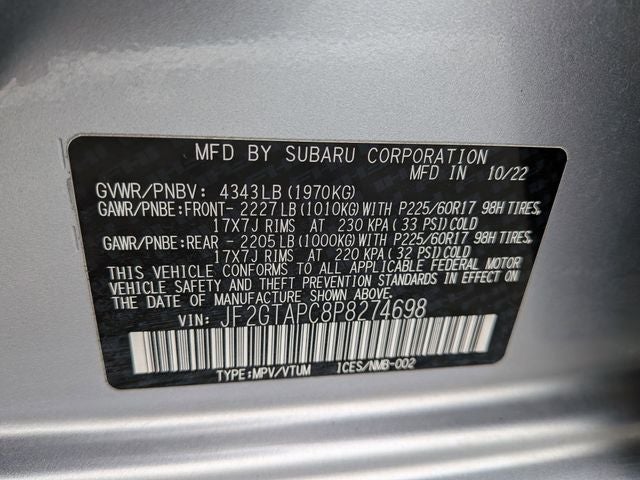 MFD BY SUBARU CORPORATION
MFD IN 10/22
GVWR/PNBV: 4343LB(1970KG)
GAWR/PNBE:FRONT- 2227LB(1010KG)WITH P225/60R17 98H TIRES,
17X7J RIMS AT 230 KPA(33 PSI)COLD
GAWR/PNBE:REAR - 2205LB(1000KG)WITH P225/60R17 98H TIRES,
17X7J RIMS AT 220 KPA(32 PSI)COLD
THIS VEHICLE CONFORMS TO ALL APPLICABLE FEDERAL MOTOR
VEHICLE SAFETY AND THEFT PREVENTION STANDARDS IN EFFECT ON
THE DATE OF MANUFACTURE SHOWN ABOVE.
VIN: JF2GTAPC8P8274698
TYPE:MPV/VTUM ICES/NMB-002